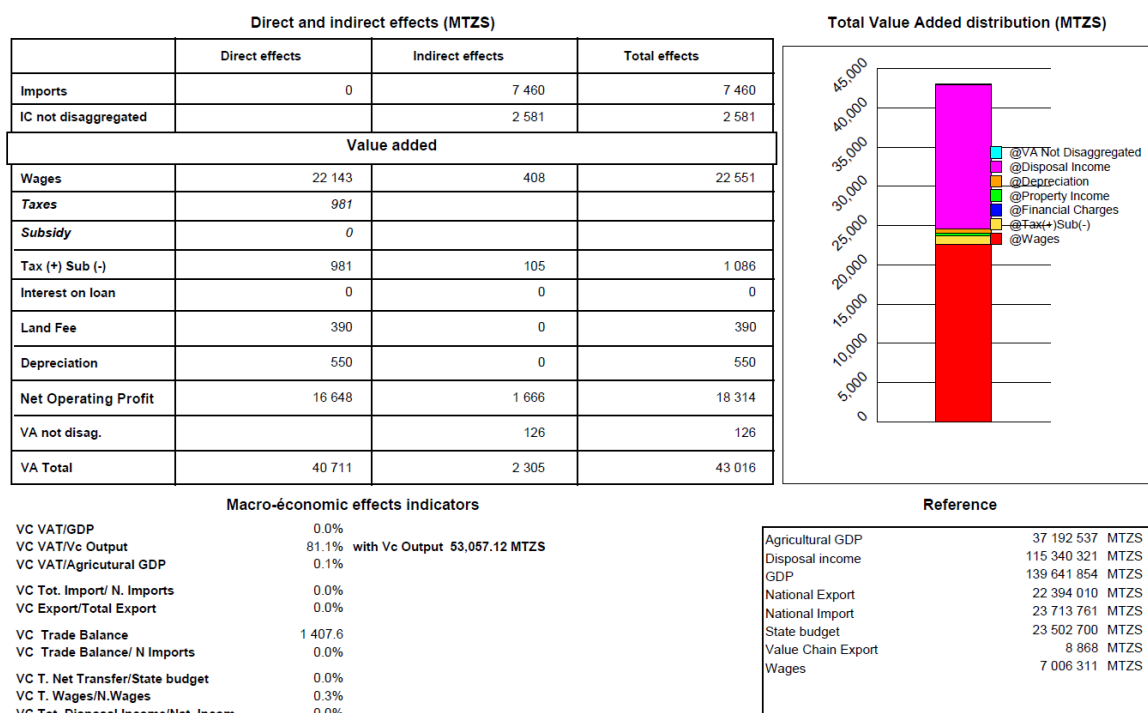 Direct and indirect effects (MTZS)
Direct effects Indirect effects Total effects
Imports 0 7 460 7 460
IC not disaggregated 2 581 2 581
Value added
Wages 22 143 408 22 551
Taxes 981
Subsidy 0
Tax (+) Sub (-) 981 105 1 086
Interest on loan 0 0 0
Land Fee 390 0 390
Depreciation 550 0 550
Net Operating Profit 16 648 1 666 18 314
VA not disag. 126 126
VA Total 40 711 2 305 43 016
Total Value Added distribution (MTZS)
45,000
40,000
35,000
30,000
25,000
20,000
15,000
10,000
5,000
0
@VA Not Disaggregated
@Disposal Income
@Depreciation
@Property Income
@Financial Charges
@Tax(+)Sub(-)
@Wages
Macro-économic effects indicators
VC VAT/GDP 0.0%
VC VAT/Vc Output 81.1% with Vc Output 53,057.12 MTZS
VC VAT/Agricutural GDP 0.1%
VC Tot. Import/ N. Imports 0.0%
VC Export/Total Export 0.0%
VC Trade Balance 1 407.6
VC Trade Balance/ N Imports 0.0%
VC T. Net Transfer/State budget 0.0%
VC T. Wages/N.Wages 0.3%
VC Tot. Disposal Income/Nat. Incom 0.0%
Reference
Agricultural GDP 37 192 537 MTZS
Disposal income 115 340 321 MTZS
GDP 139 641 854 MTZS
National Export 22 394 010 MTZS
National Import 23 713 761 MTZS
State budget 23 502 700 MTZS
Value Chain Export 8 868 MTZS
Wages 7 006 311 MTZS